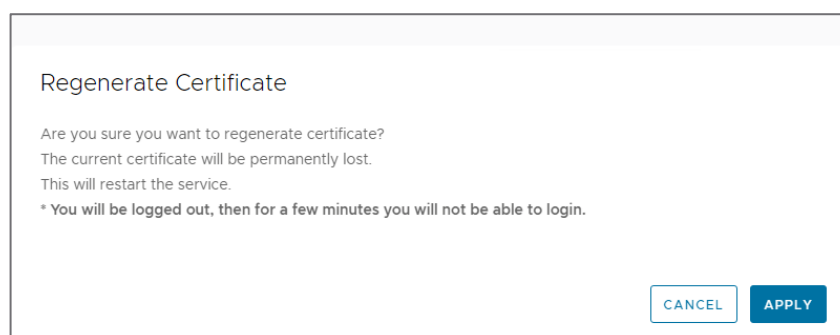 Regenerate Certificate
Are you sure you want to regenerate certificate?
The current certificate will be permanently lost.
This will restart the service.
* You will be logged out, then for a few minutes you will not be able to login.
CANCEL APPLY